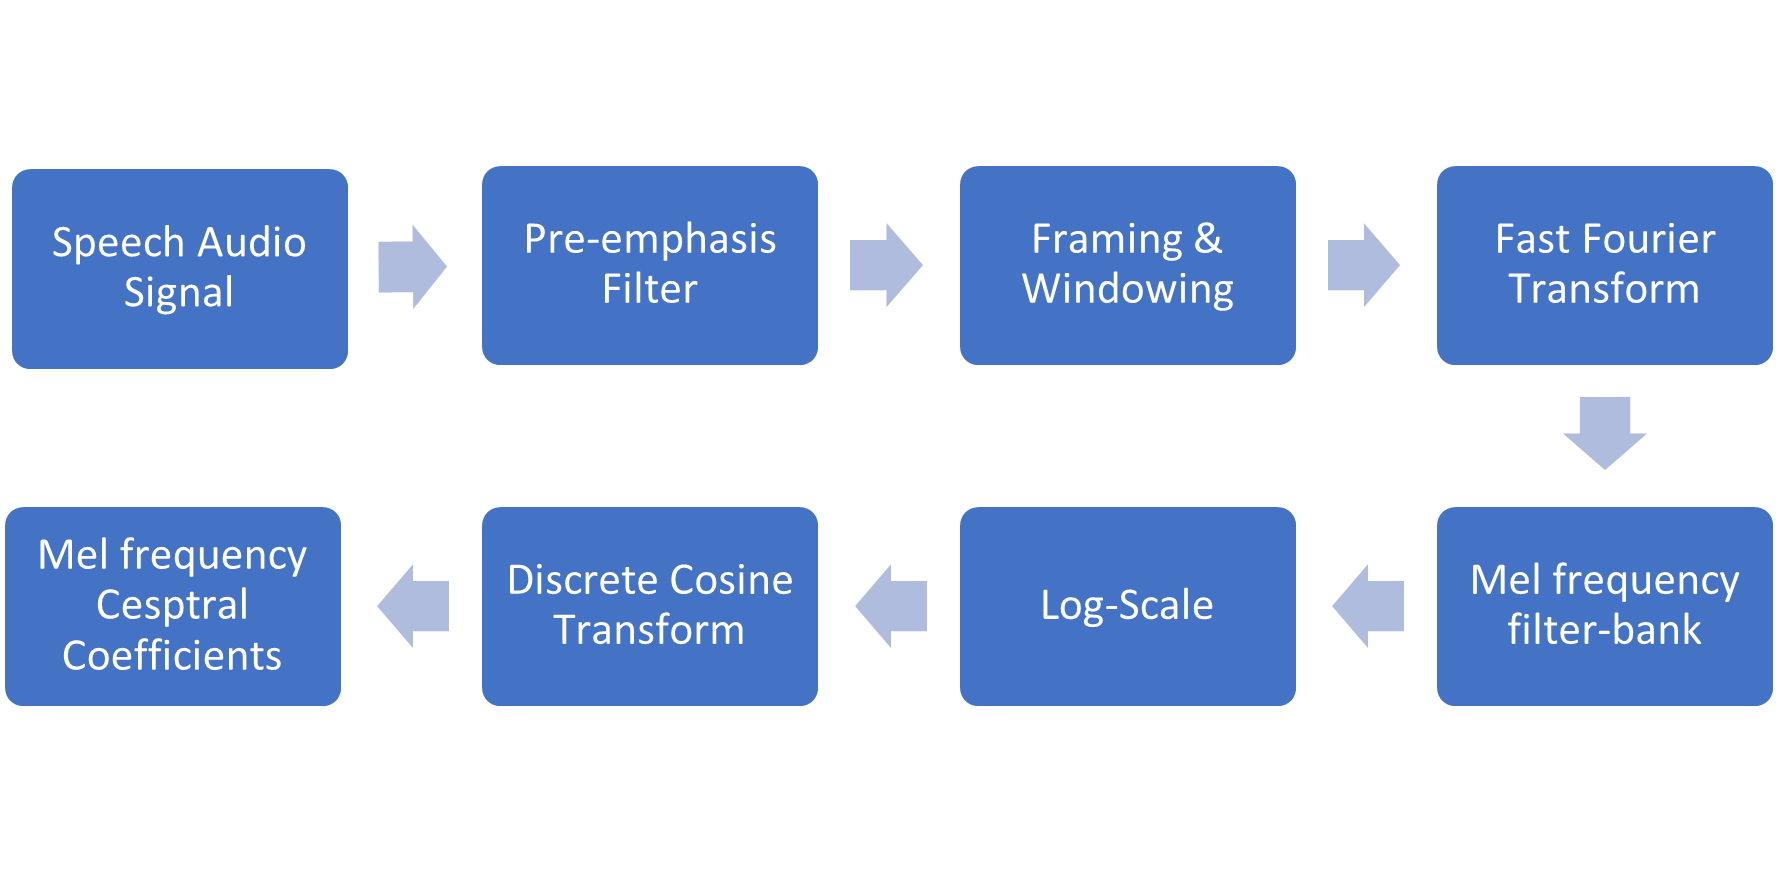 Speech Audio
Signal
Pre-emphasis
Filter
Framing &
Windowing
Fast Fourier
Transform
Mel frequency
filter-bank
Log-Scale
Discrete Cosine
Transform
Mel frequency
Cesptral
Coefficients